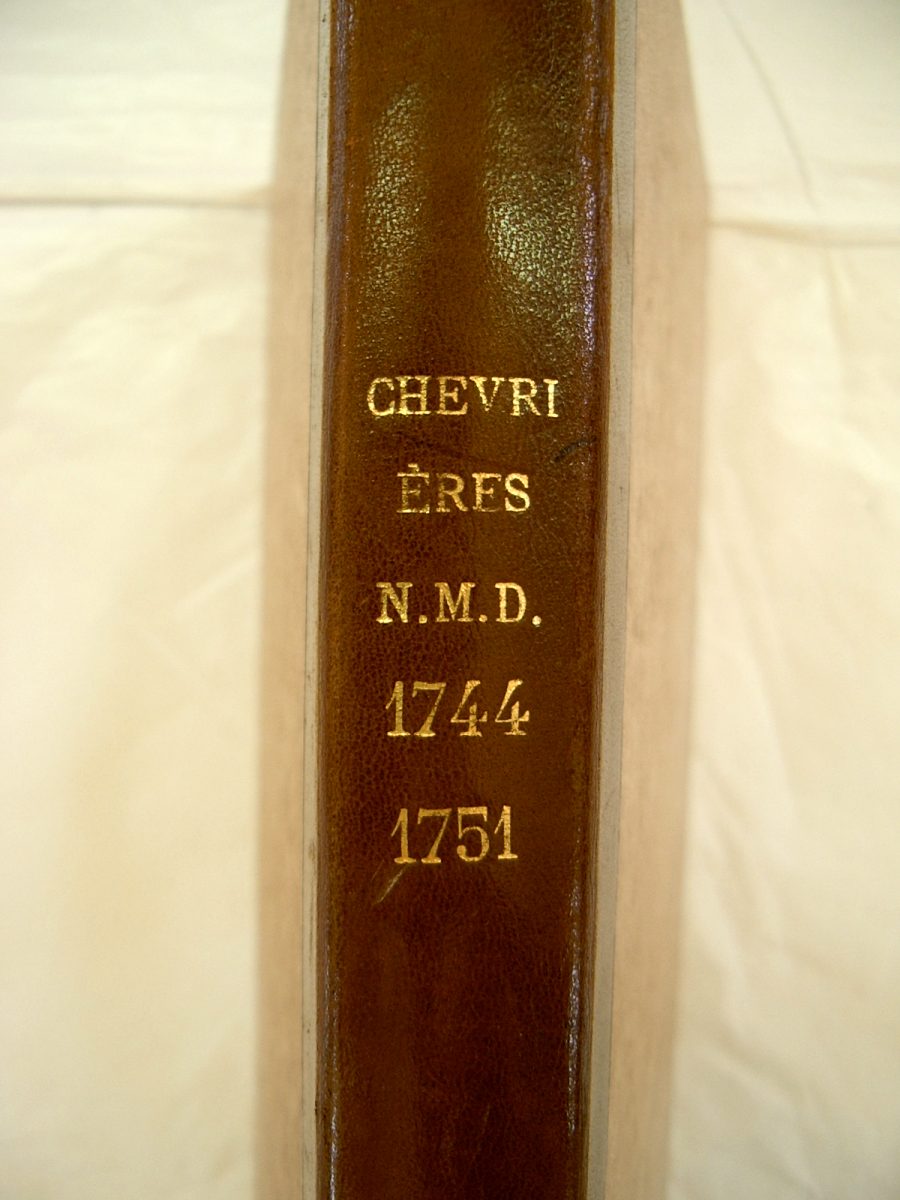 CHEVRI
ÈRES
N.M.D.
1744
1751